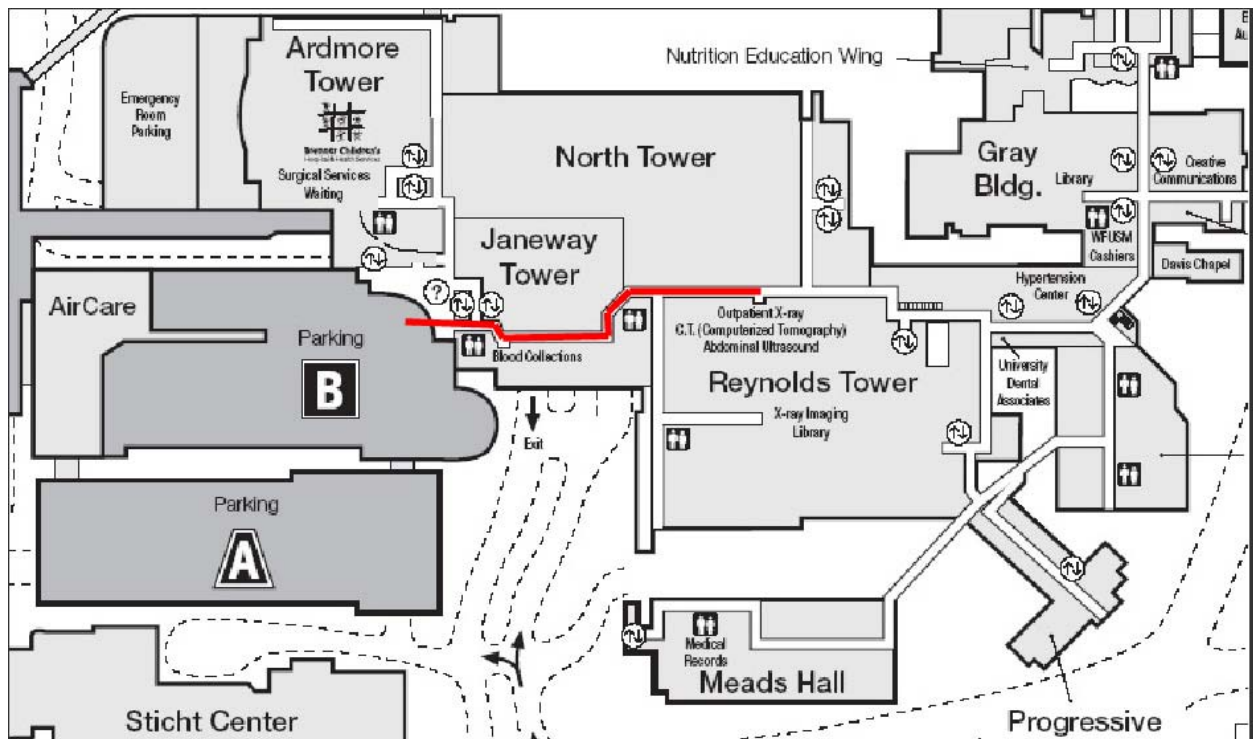 Ardmore
Tower
Brenner Children's
Surgical Services
Waiting
Emergency
Room
Parking
Nutrition Education Wing
North Tower
Gray
Bldg.
Library
Creative
Communications
WFUSM
Cashiers
Davis Chapel
Hypertension
Center
Janeway
Tower
?
AirCare
Parking
B
Blood Collections
Outpatient X-ray
C.T. (Computerized Tomography)
Abdominal Ultrasound
Reynolds Tower
X-ray Imaging
Library
University
Dental
Associates
Exit
Parking
A
Medical
Records
Meads Hall
Sticht Center
Progressive